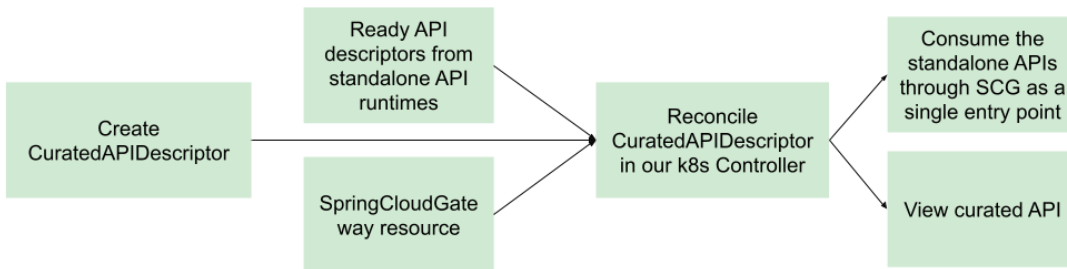 Create
CuratedAPIDescriptor
Ready API
descriptors from
standalone API
runtimes
SpringCloudGate
way resource
Reconcile
CuratedAPIDescriptor
in our k8s Controller
Consume the
standalone APIs
through SCG as a
single entry point
View curated API